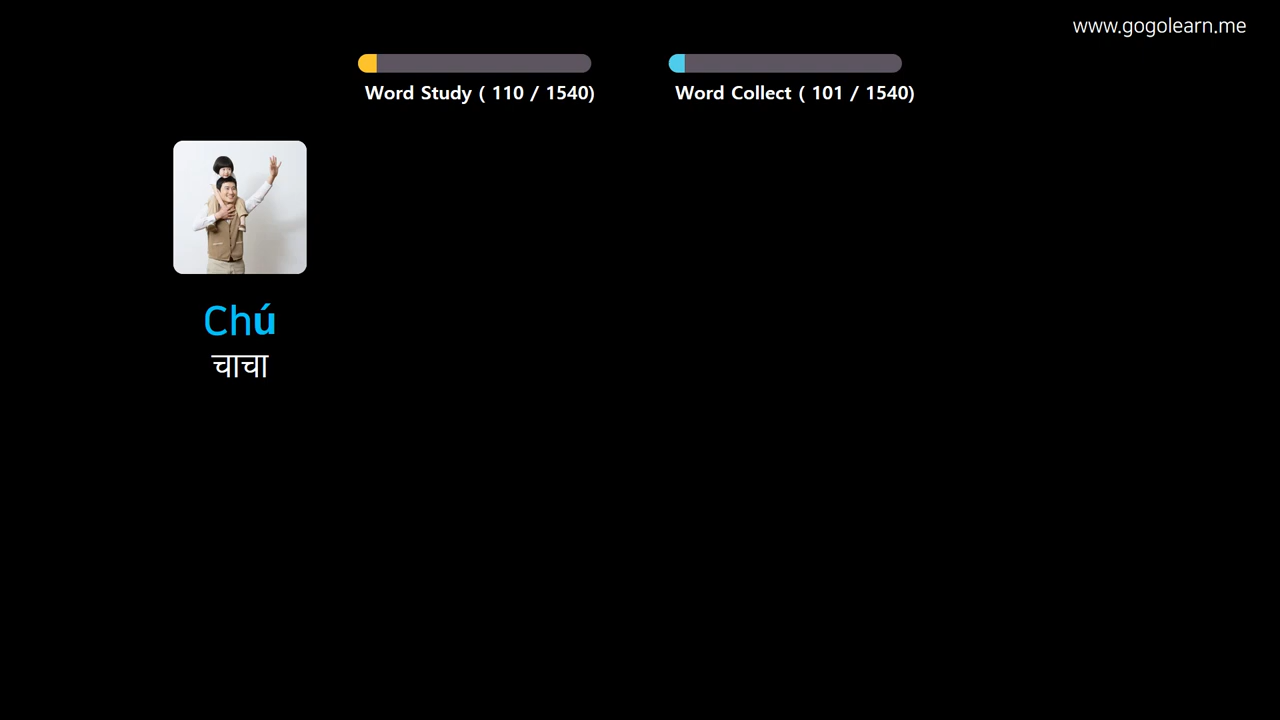 www.gogolearn.me
Word Study ( 110 / 1540)
Word Collect ( 101 / 1540)
Chú
चाचा